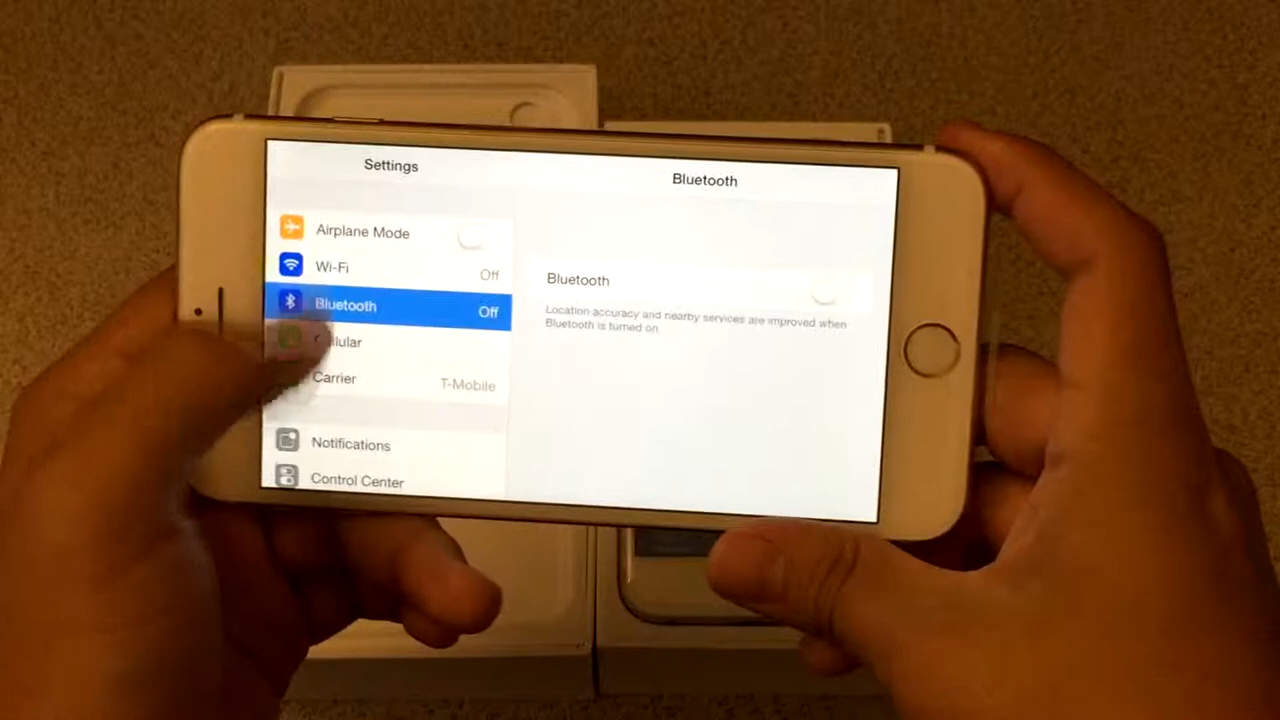 Settings
Airplane Mode
Wi-Fi Off
Bluetooth Off
Cellular
Carrier T-Mobile
Notifications
Control Center
Bluetooth
Bluetooth
Location accuracy and nearby services are improved when
Bluetooth is turned on.